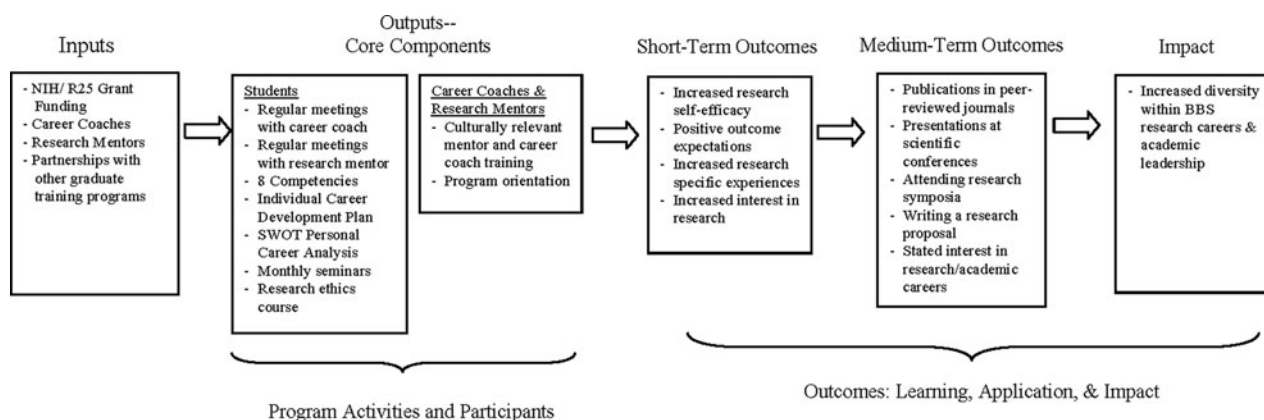 Inputs
- NIH/ R25 Grant
Funding
- Career Coaches
- Research Mentors
- Partnerships with
other graduate
training programs
Outputs--
Core Components
Students
- Regular meetings
with career coach
- Regular meetings
with research mentor
- 8 Competencies
- Individual Career
Development Plan
- SWOT Personal
Career Analysis
- Monthly seminars
- Research ethics
course
Career Coaches &
Research Mentors
- Culturally relevant
mentor and career
coach training
- Program orientation
Short-Term Outcomes
- Increased research
self-efficacy
- Positive outcome
expectations
- Increased research
specific experiences
- Increased interest in
research
Medium-Term Outcomes
- Publications in peer-
reviewed journals
- Presentations at
scientific
conferences
- Attending research
symposia
- Writing a research
proposal
- Stated interest in
research/academic
careers
Impact
- Increased diversity
within BBS
research careers &
academic
leadership
Program Activities and Participants
Outcomes: Learning, Application, & Impact